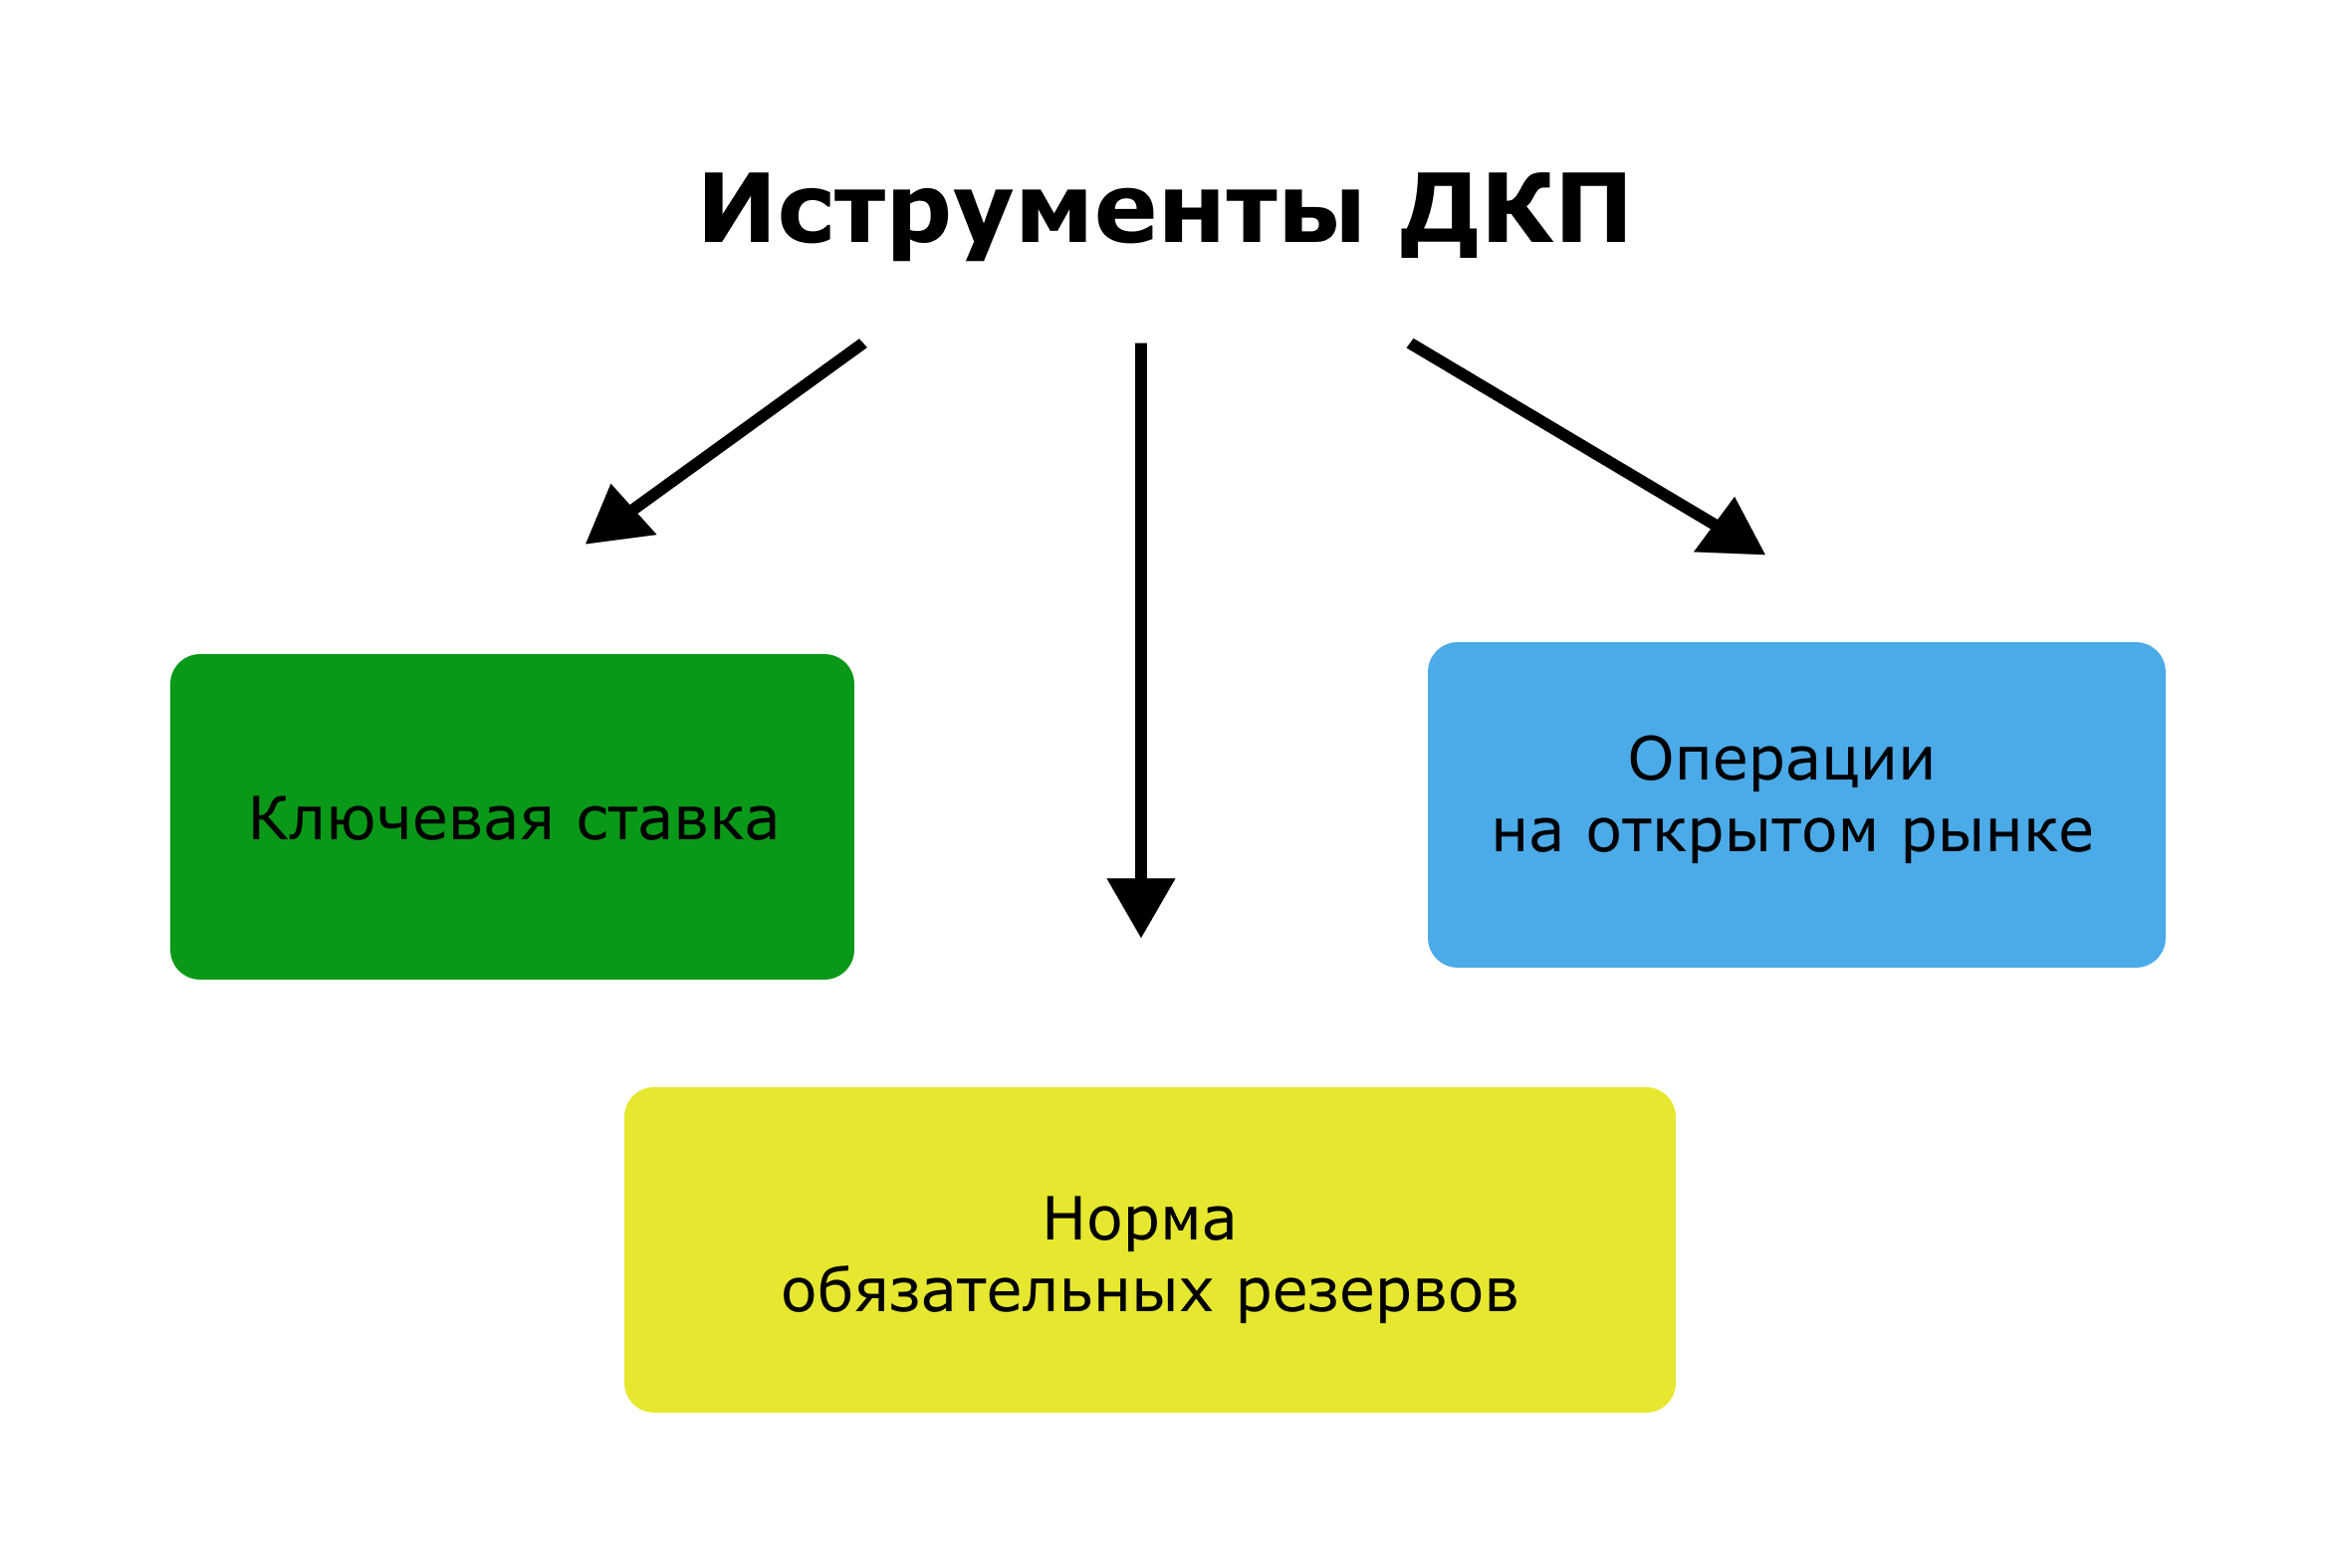 Иструменты ДКП
Ключевая ставка
Операции
на открытом рынке
Норма
обязательных резервов